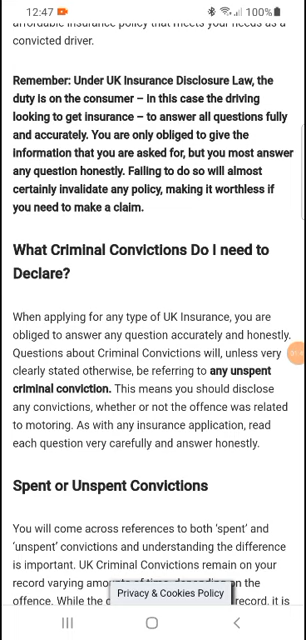 12:47
100%
affordable insurance policy that meets your needs as a
convicted driver.
Remember: Under UK Insurance Disclosure Law, the
duty is on the consumer – in this case the driving
looking to get insurance – to answer all questions fully
and accurately. You are only obliged to give the
information that you are asked for, but you most answer
any question honestly. Failing to do so will almost
certainly invalidate any policy, making it worthless if
you need to make a claim.
What Criminal Convictions Do I need to
Declare?
When applying for any type of UK Insurance, you are
obliged to answer any question accurately and honestly.
Questions about Criminal Convictions will, unless very
clearly stated otherwise, be referring to any unspent
criminal conviction. This means you should disclose
any convictions, whether or not the offence was related
to motoring. As with any insurance application, read
each question very carefully and answer honestly.
Spent or Unspent Convictions
You will come across references to both ‘spent’ and
‘unspent’ convictions and understanding the difference
is important. UK Criminal Convictions remain on your
record varying amounts of time, depending on the
offence. While the record, it is
Privacy & Cookies Policy